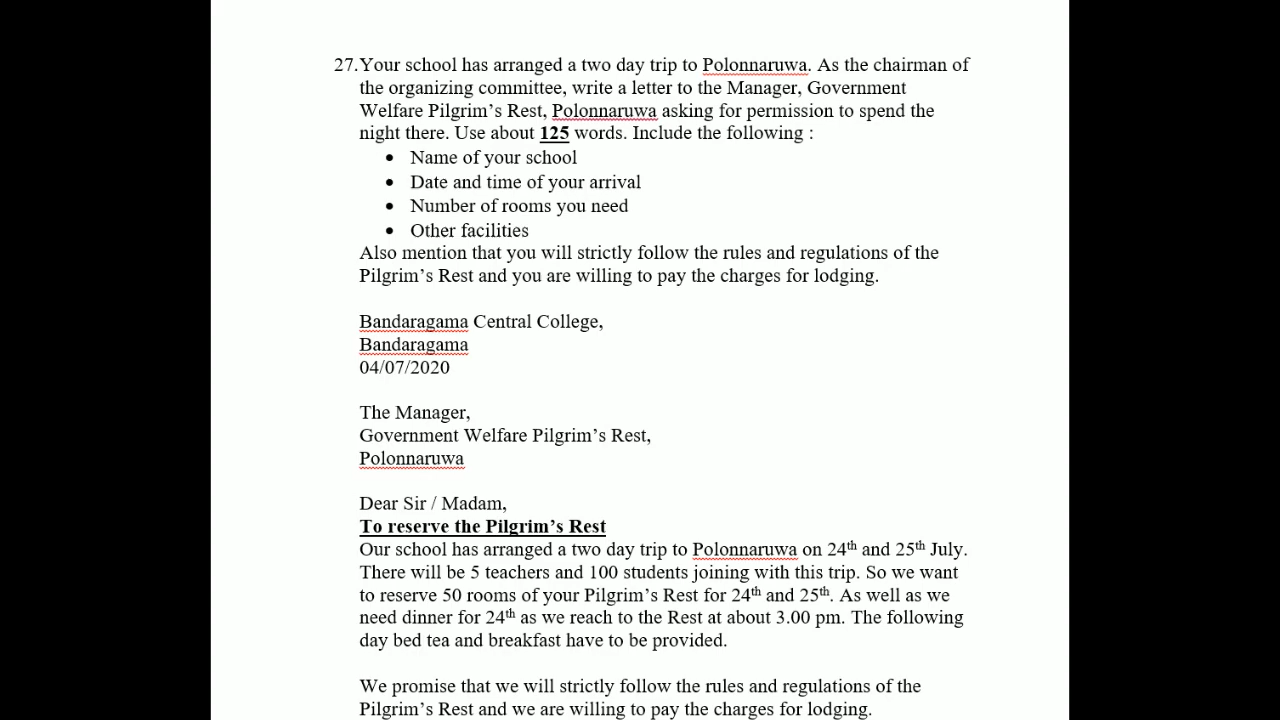 27.Your school has arranged a two day trip to Polonnaruwa. As the chairman of
the organizing committee, write a letter to the Manager, Government
Welfare Pilgrim's Rest, Polonnaruwa asking for permission to spend the
night there. Use about 125 words. Include the following :
• Name of your school
• Date and time of your arrival
• Number of rooms you need
• Other facilities
Also mention that you will strictly follow the rules and regulations of the
Pilgrim's Rest and you are willing to pay the charges for lodging.
Bandaragama Central College,
Bandaragama
04/07/2020
The Manager,
Government Welfare Pilgrim's Rest,
Polonnaruwa
Dear Sir / Madam,
To reserve the Pilgrim's Rest
Our school has arranged a two day trip to Polonnaruwa on 24th and 25th July.
There will be 5 teachers and 100 students joining with this trip. So we want
to reserve 50 rooms of your Pilgrim's Rest for 24th and 25th. As well as we
need dinner for 24th as we reach to the Rest at about 3.00 pm. The following
day bed tea and breakfast have to be provided.
We promise that we will strictly follow the rules and regulations of the
Pilgrim's Rest and we are willing to pay the charges for lodging.